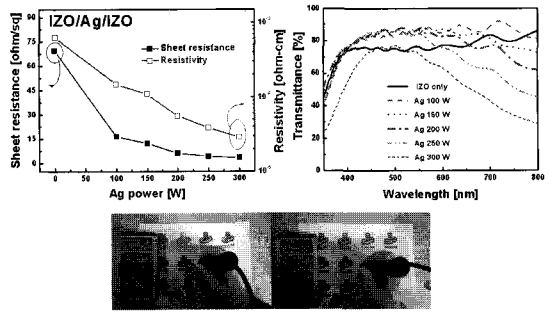 IZO/Ag/IZO
Sheet resistance
Resistivity
Sheet resistance [ohm/sq]
90
75
60
45
30
15
0
Resistivity [ohm-cm]
0 50 100 150 200 250 300
Ag power [W]
Transmittance [%]
100
80
60
40
20
0
IZO only
Ag 100 W
Ag 150 W
Ag 200 W
Ag 250 W
Ag 300 W
400 500 600 700 800
Wavelength [nm]